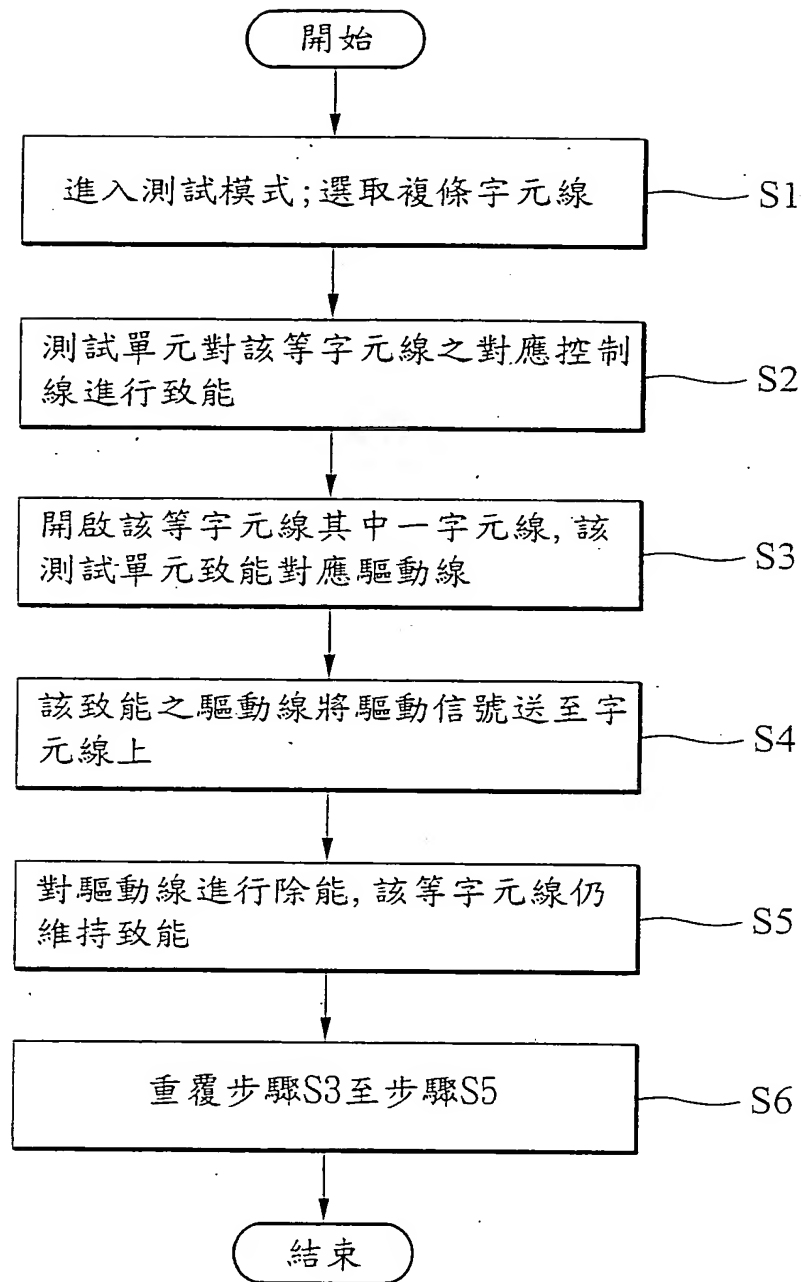 開始
進入測試模式;選取複條字元線
S1
測試單元對該等字元線之對應控制
線進行致能
S2
開啟該等字元線其中一字元線,該
測試單元致能對應驅動線
S3
該致能之驅動線將驅動信號送至字
元線上
S4
對驅動線進行除能,該等字元線仍
維持致能
S5
重覆步驟S3至步驟S5
S6
結束